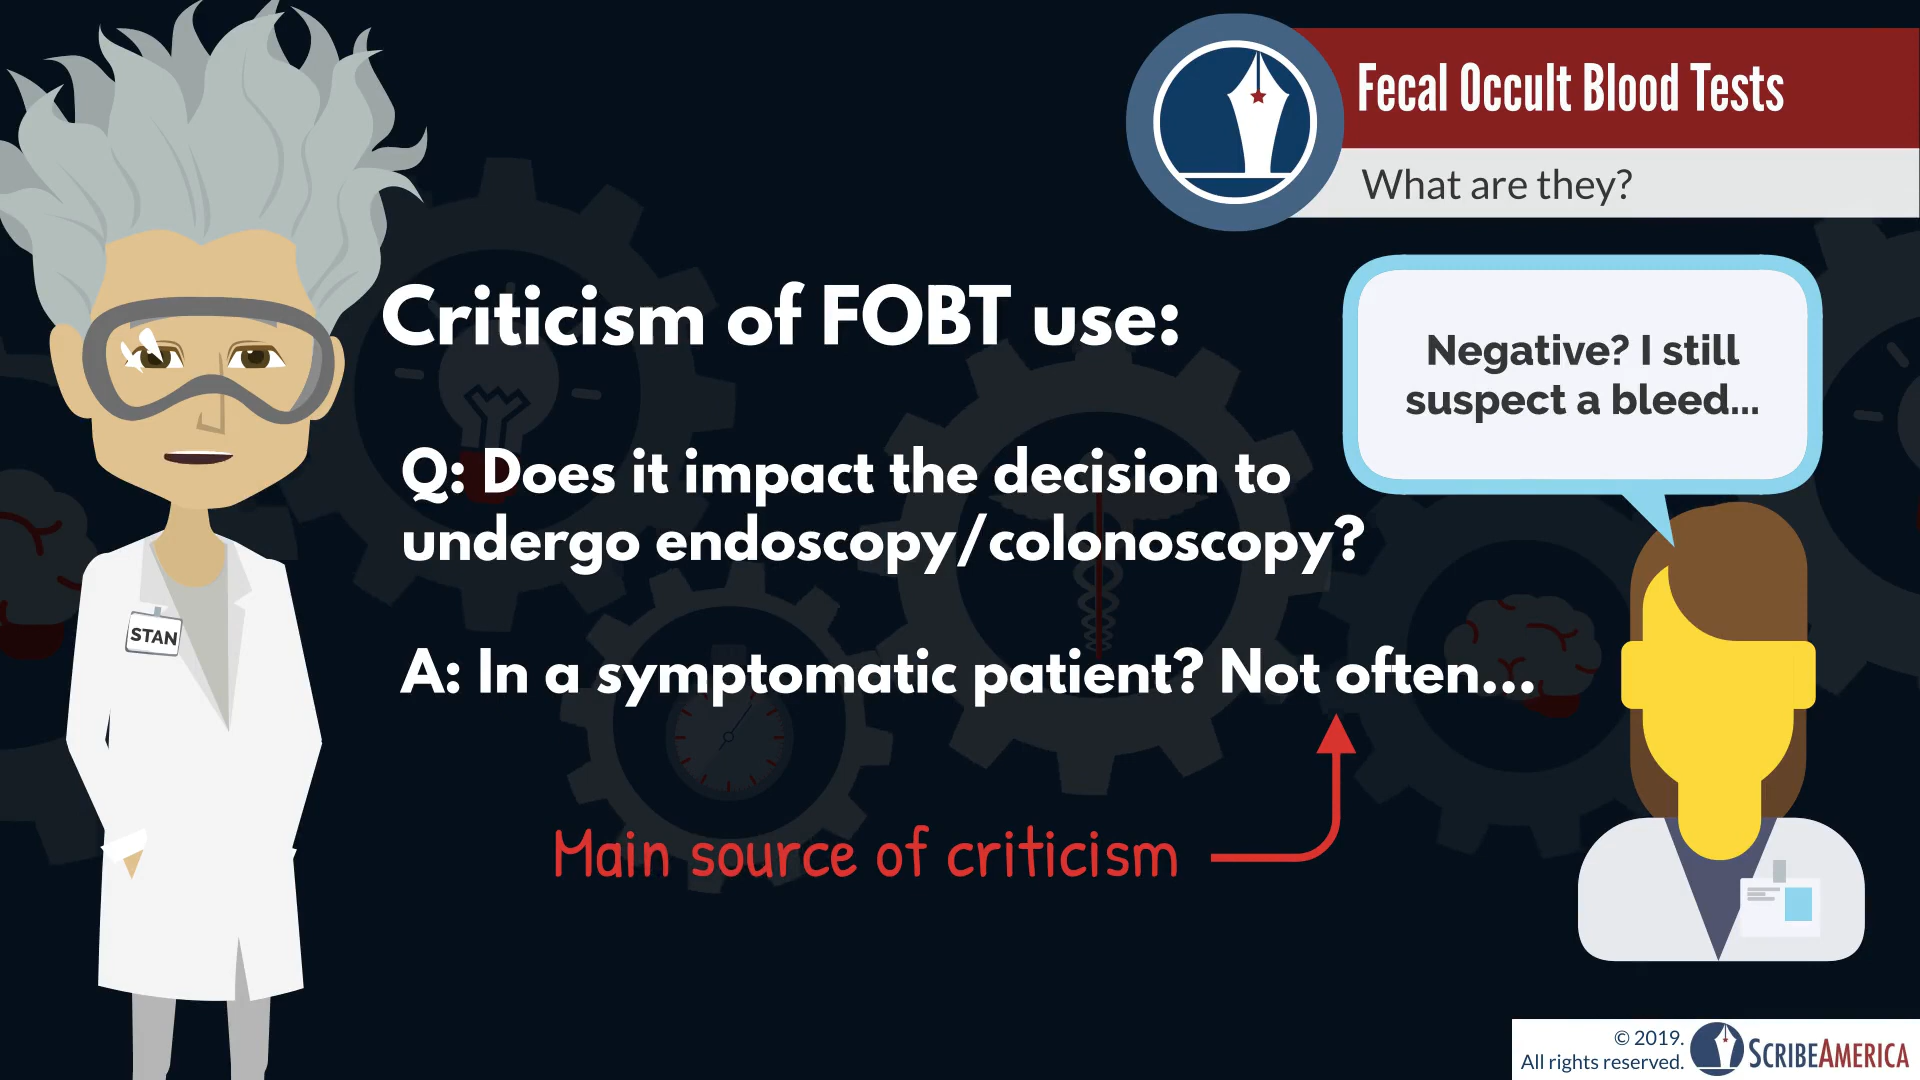 Fecal Occult Blood Tests
What are they?
Criticism of FOBT use:
Negative? I still
suspect a bleed...
Q: Does it impact the decision to
undergo endoscopy/colonoscopy?
STAN
A: In a symptomatic patient? Not often...
Main source of criticism
© 2019.
All rights reserved.
SCRIBEAMERICA